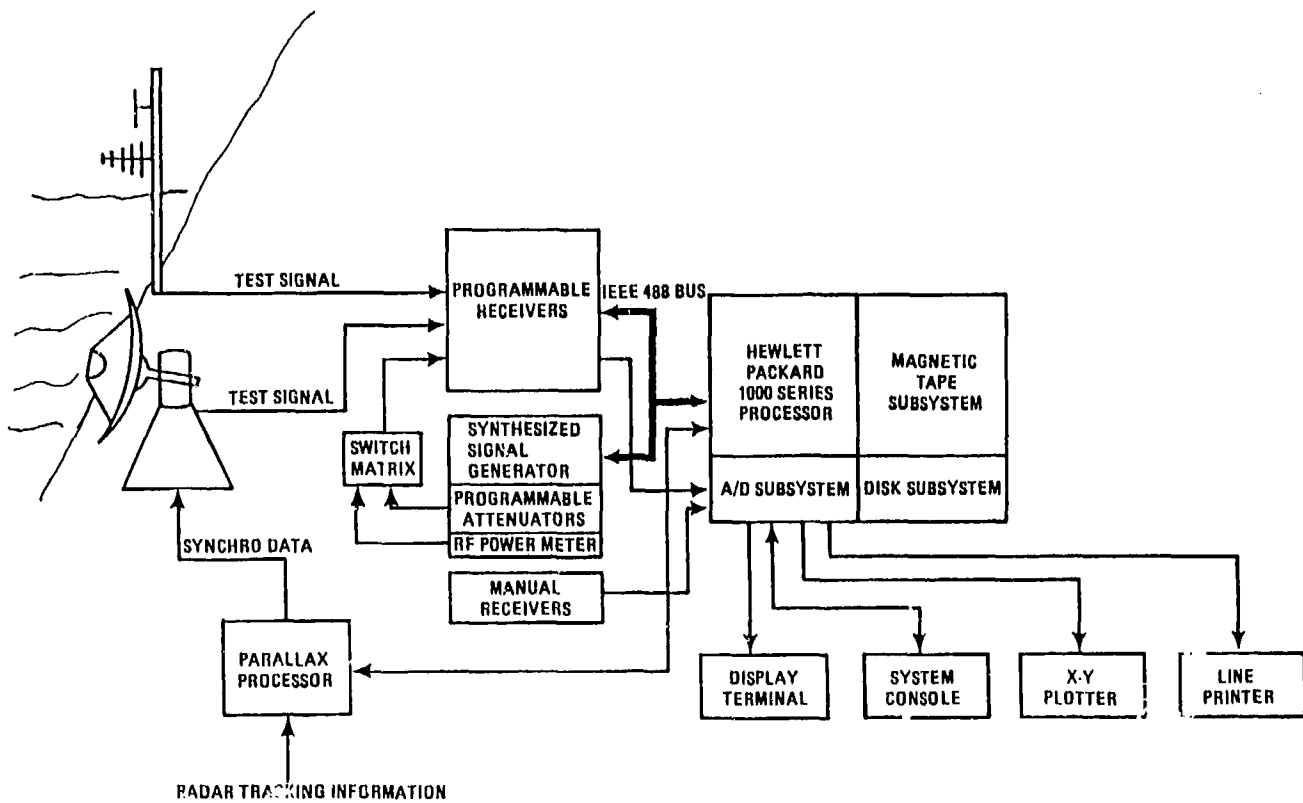 TEST SIGNAL
PROGRAMMABLE
RECEIVERS
IEEE 488 BUS
HEWLETT
PACKARD
1000 SERIES
PROCESSOR
MAGNETIC
TAPE
SUBSYSTEM
TEST SIGNAL
SWITCH
MATRIX
SYNTHESIZED
SIGNAL
GENERATOR
PROGRAMMABLE
ATTENUATORS
RF POWER METER
A/D SUBSYSTEM
DISK SUBSYSTEM
SYNCHRO DATA
MANUAL
RECEIVERS
PARALLAX
PROCESSOR
DISPLAY
TERMINAL
SYSTEM
CONSOLE
X-Y
PLOTTER
LINE
PRINTER
RADAR TRACKING INFORMATION